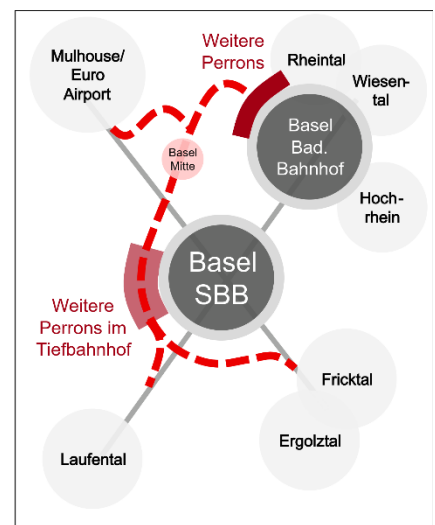 Mulhouse/
Euro
Airport
Weitere
Perrons
Rheintal
Wiesen-
tal
Basel
Bad.
Bahnhof
Basel
Mitte
Hoch-
rhein
Basel
SBB
Weitere
Perrons im
Tiefbahnhof
Fricktal
Ergolztal
Laufental